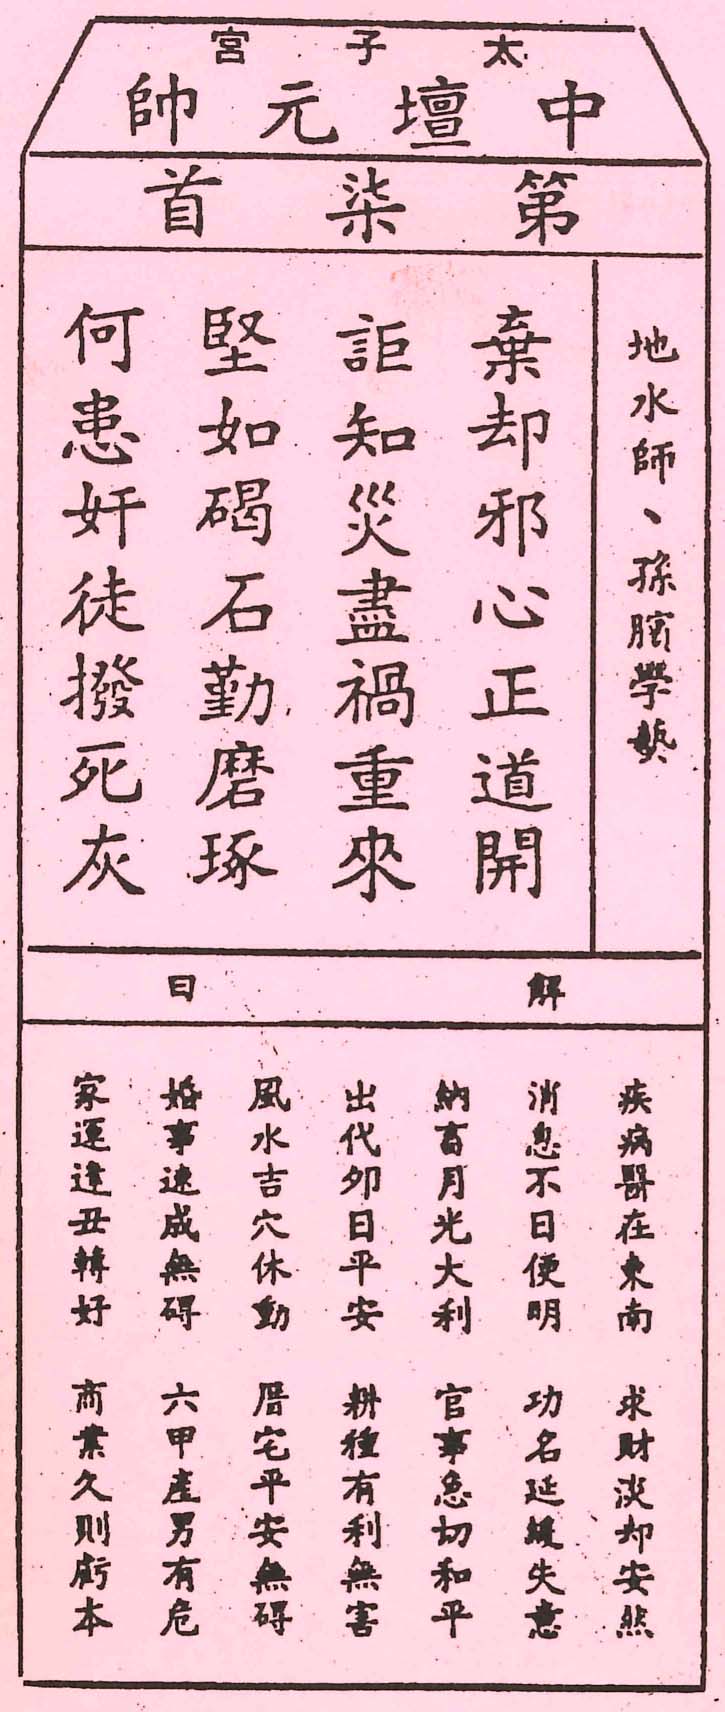 太子宮
中壇元帥
第柒首
地水師、孫臏學藝
棄却邪心正道開
詎知災盡禍重來
堅如碣石勤磨琢
何患奸徒撥死灰
解曰
疾病醫在東南
求財淡却安然
消息不日便明
功名延緩失意
納畜月光大利
官事急切和平
出代卯日平安
耕種有利無害
風水吉穴休動
厝宅平安無碍
婚事速成無碍
六甲產男有危
家運逢丑轉好
商業久則虧本